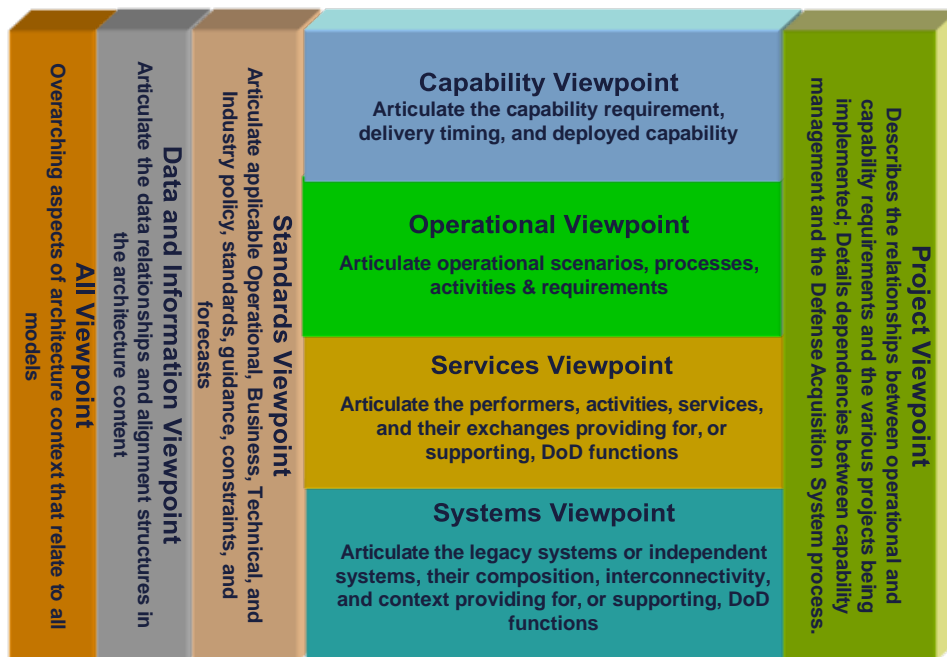 All Viewpoint
Overarching aspects of architecture context that relate to all
models
Data and Information Viewpoint
Articulate the data relationships and alignment structures in
the architecture content
Standards Viewpoint
Articulate applicable Operational, Business, Technical, and
Industry policy, standards, guidance, constraints, and
forecasts
Capability Viewpoint
Articulate the capability requirement,
delivery timing, and deployed capability
Operational Viewpoint
Articulate operational scenarios, processes,
activities & requirements
Services Viewpoint
Articulate the performers, activities, services,
and their exchanges providing for, or
supporting, DoD functions
Systems Viewpoint
Articulate the legacy systems or independent
systems, their composition, interconnectivity,
and context providing for, or supporting, DoD
functions
Project Viewpoint
Describes the relationships between operational and
capability requirements and the various projects being
implemented; Details dependencies between capability
management and the Defense Acquisition System process.